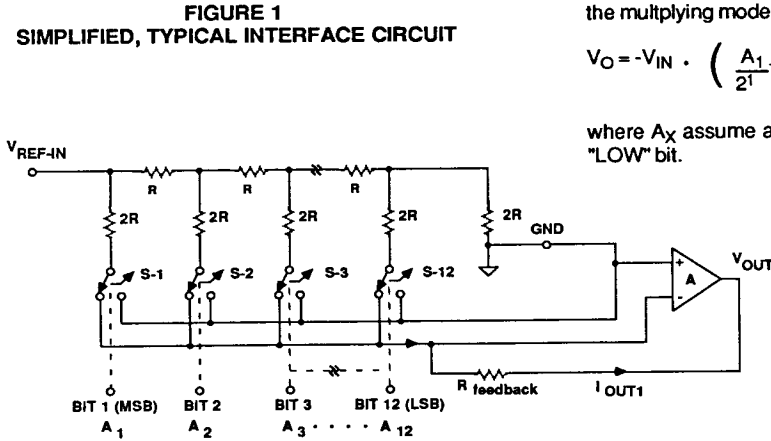 FIGURE 1
SIMPLIFIED, TYPICAL INTERFACE CIRCUIT
the multplying mode
V_O = -V_IN · ( A_1 / 2^1
where A_X assume a
"LOW" bit.
V_REF-IN
R R R
2R 2R 2R 2R 2R
GND
S-1 S-2 S-3 S-12
+
A
-
V_OUT
R feedback
I_OUT1
BIT 1 (MSB) BIT 2 BIT 3 BIT 12 (LSB)
A_1 A_2 A_3 · · · · · A_12